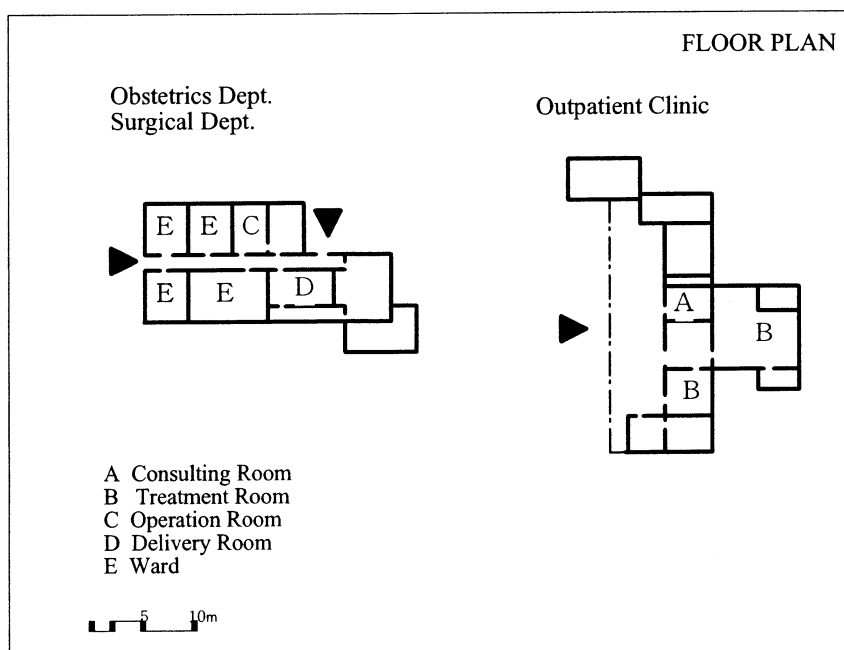 FLOOR PLAN
Obstetrics Dept.
Surgical Dept.
Outpatient Clinic
E E C
E E D
A
B
B
A Consulting Room
B Treatment Room
C Operation Room
D Delivery Room
E Ward
5 10m